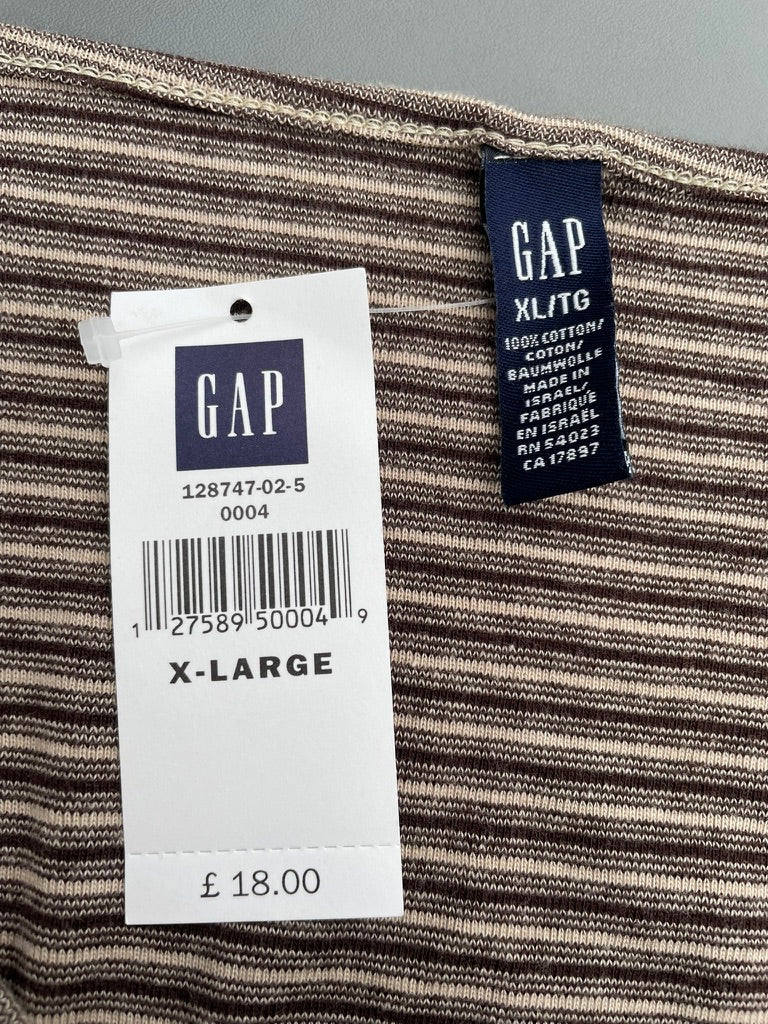 GAP
128747-02-5
0004
1 27589 50004 9
X-LARGE
£ 18.00
GAP
XL/TG
100% COTTON/
COTON/
BAUMWOLLE
MADE IN
ISRAEL/
FABRIQUÉ
EN ISRAËL
RN 54023
CA 17897